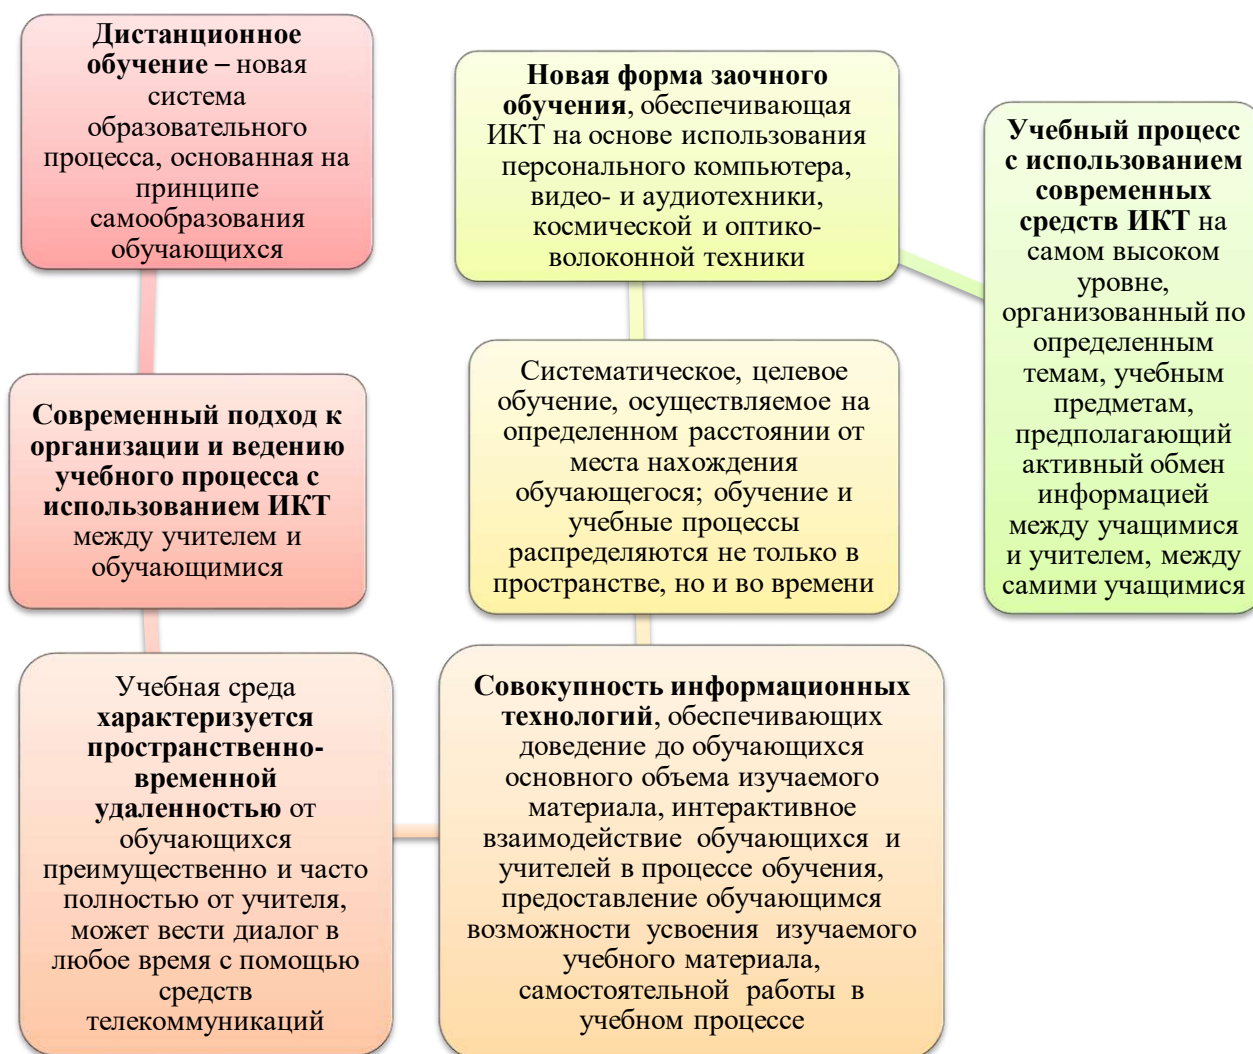 Дистанционное
обучение – новая
система
образовательного
процесса, основанная на
принципе
самообразования
обучающихся
Современный подход к
организации и ведению
учебного процесса с
использованием ИКТ
между учителем и
обучающимися
Учебная среда
характеризуется
пространственно-
временной
удаленностью от
обучающихся
преимущественно и часто
полностью от учителя,
может вести диалог в
любое время с помощью
средств
телекоммуникаций
Совокупность информационных
технологий, обеспечивающих
доведение до обучающихся
основного объема изучаемого
материала, интерактивное
взаимодействие обучающихся и
учителей в процессе обучения,
предоставление обучающимся
возможности усвоения изучаемого
учебного материала,
самостоятельной работы в
учебном процессе
Систематическое, целевое
обучение, осуществляемое на
определенном расстоянии от
места нахождения
обучающегося; обучение и
учебные процессы
распределяются не только в
пространстве, но и во времени
Новая форма заочного
обучения, обеспечивающая
ИКТ на основе использования
персонального компьютера,
видео- и аудиотехники,
космической и оптико-
волоконной техники
Учебный процесс
с использованием
современных
средств ИКТ на
самом высоком
уровне,
организованный по
определенным
темам, учебным
предметам,
предполагающий
активный обмен
информацией
между учащимися
и учителем, между
самими учащимися